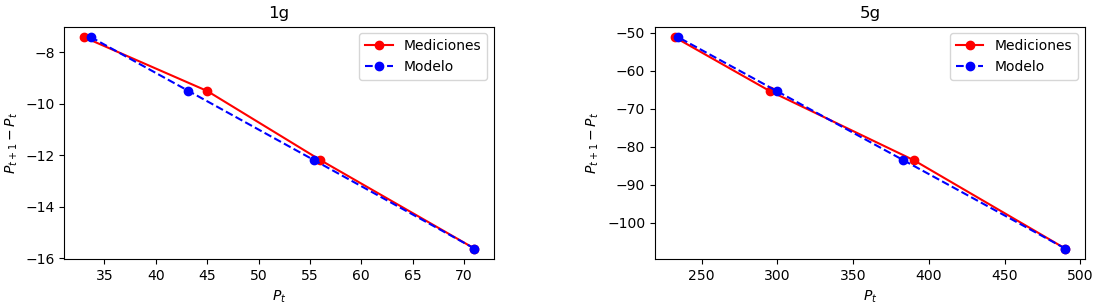 1g
Mediciones
Modelo
−8
−10
−12
−14
−16
P_{t+1} − P_t
35
40
45
50
55
60
65
70
P_t
5g
Mediciones
Modelo
−50
−60
−70
−80
−90
−100
P_{t+1} − P_t
250
300
350
400
450
500
P_t